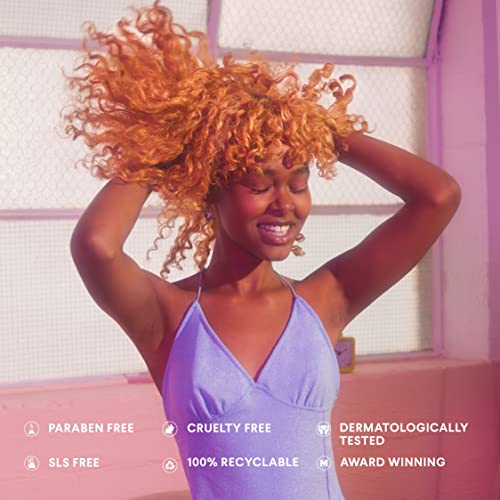 PARABEN FREE
CRUELTY FREE
DERMATOLOGICALLY
TESTED
SLS FREE
100% RECYCLABLE
AWARD WINNING